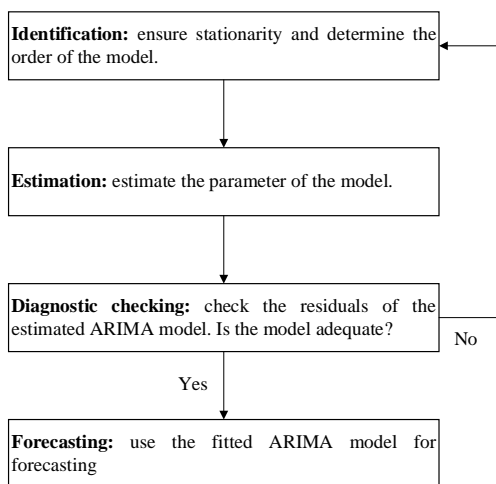 Identification: ensure stationarity and determine the
order of the model.
Estimation: estimate the parameter of the model.
Diagnostic checking: check the residuals of the
estimated ARIMA model. Is the model adequate?
No
Yes
Forecasting: use the fitted ARIMA model for
forecasting